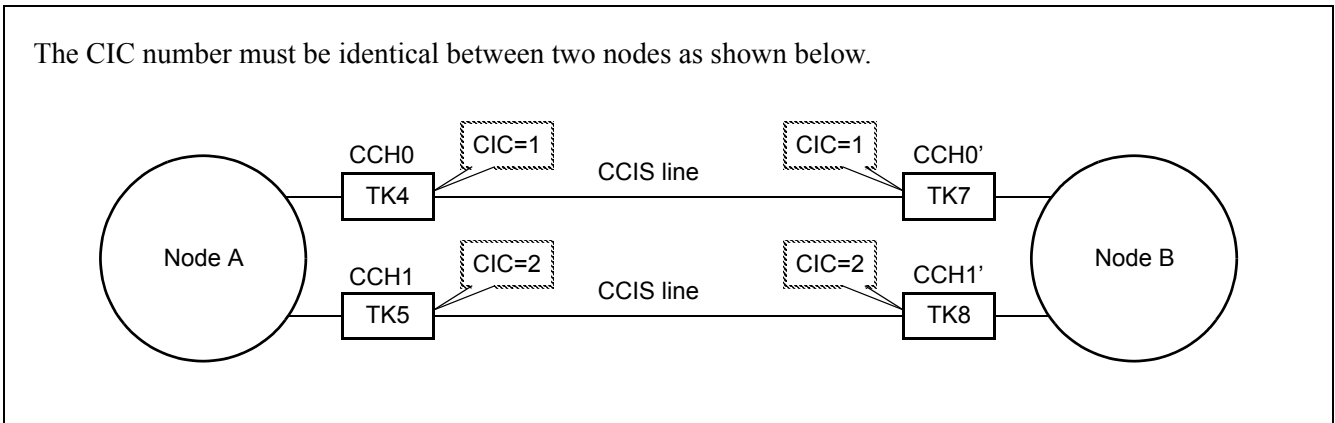 The CIC number must be identical between two nodes as shown below.
CCH0
CIC=1
CCIS line
CIC=1
CCH0’
TK4
TK7
Node A
Node B
CCH1
CIC=2
CCIS line
CIC=2
CCH1’
TK5
TK8